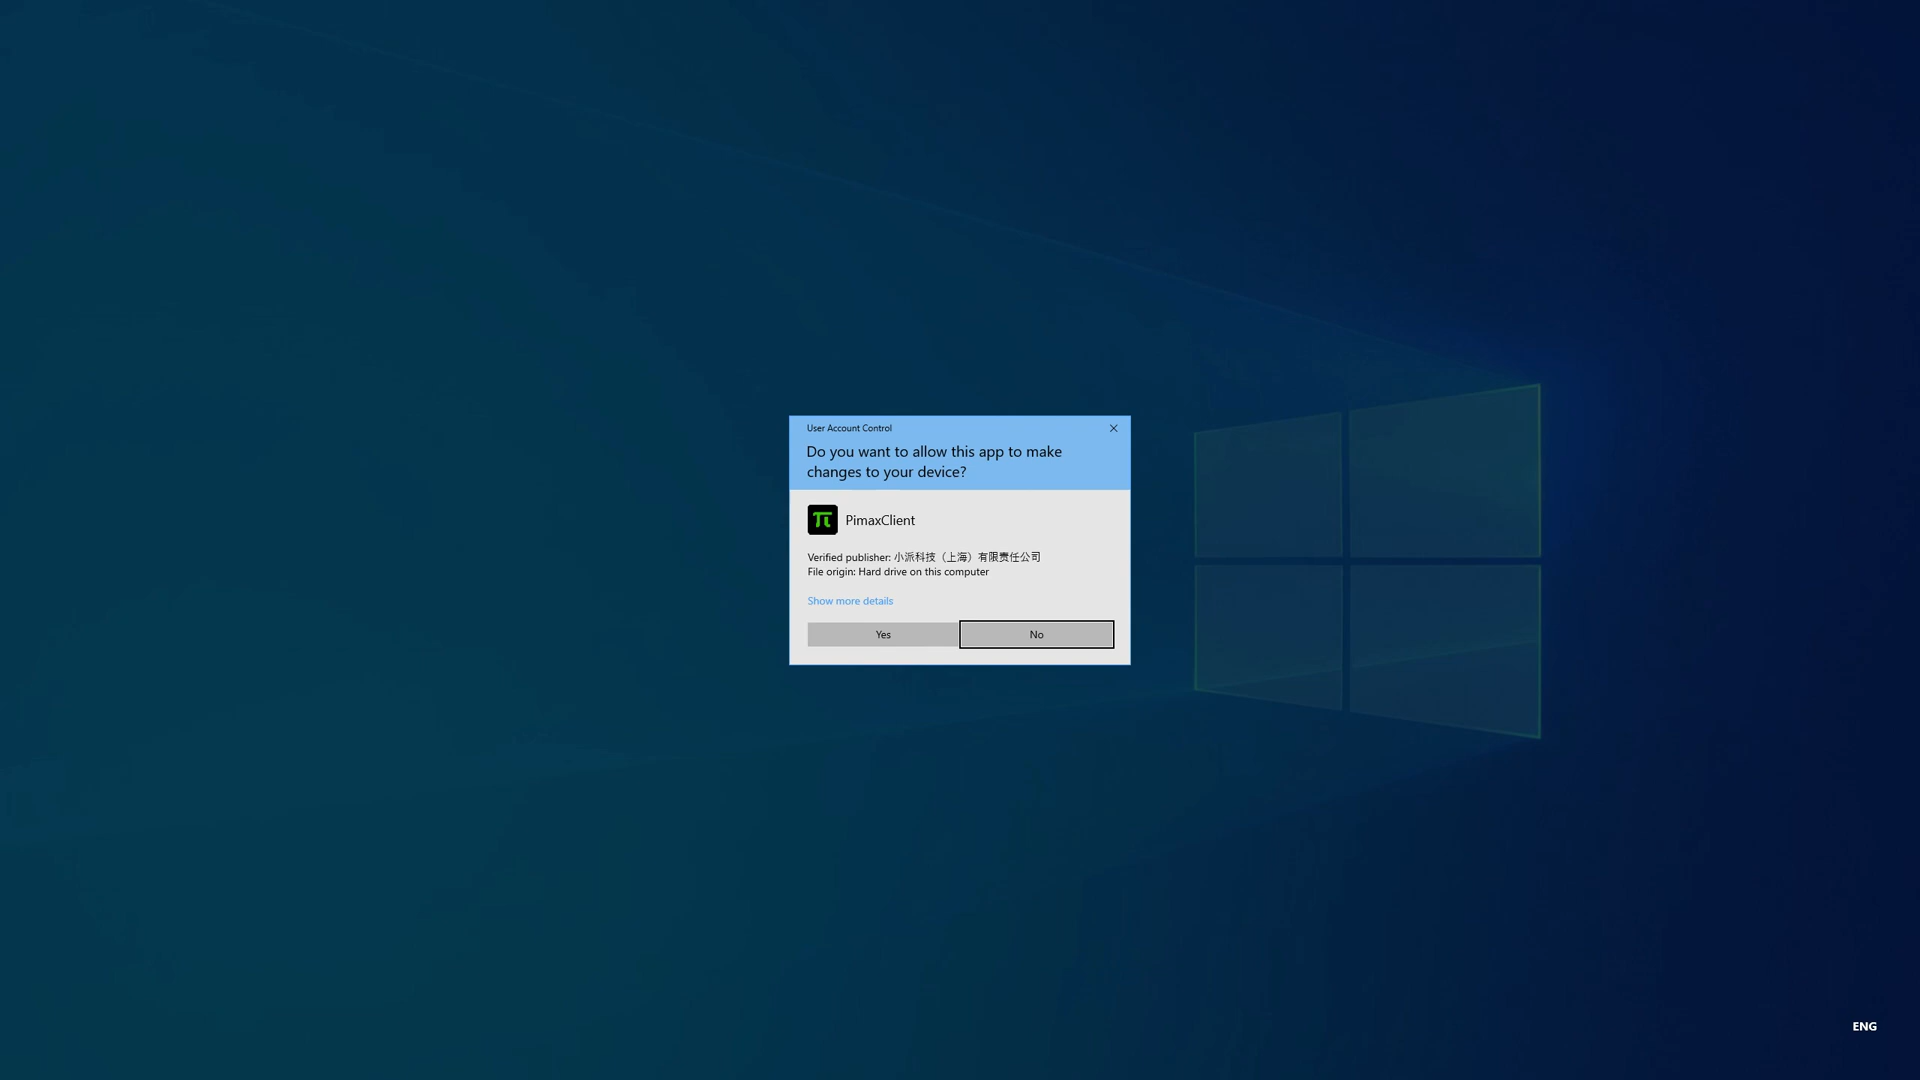 User Account Control
Do you want to allow this app to make
changes to your device?
PimaxClient
Verified publisher: 小派科技（上海）有限责任公司
File origin: Hard drive on this computer
Show more details
Yes
No
ENG